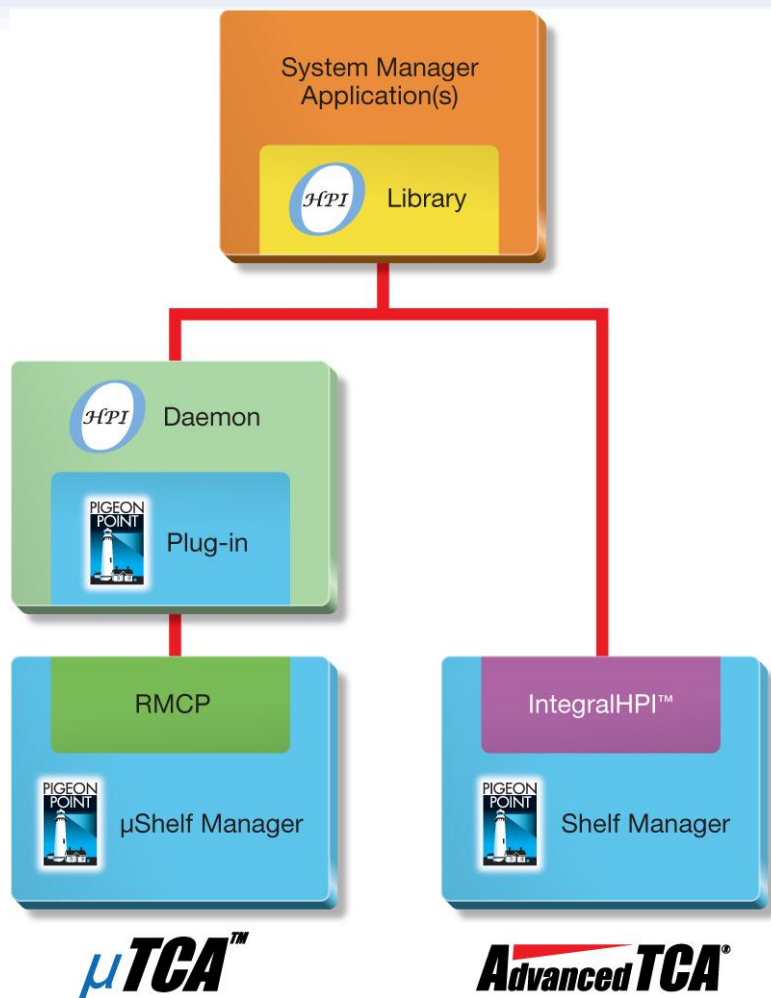 System Manager
Application(s)
HPI Library
HPI Daemon
PIGEON
POINT
Plug-in
RMCP
IntegralHPI™
PIGEON
POINT
µShelf Manager
PIGEON
POINT
Shelf Manager
µTCA™
AdvancedTCA®